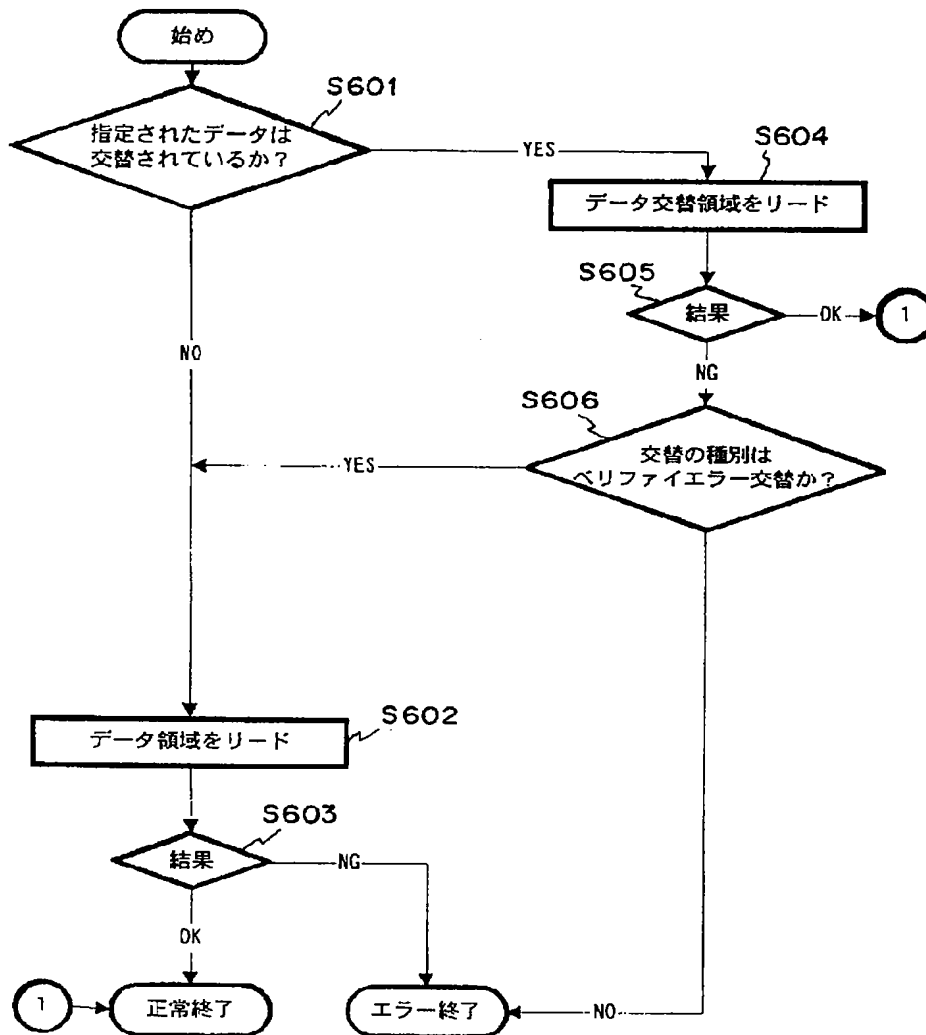 始め
S601
指定されたデータは
交替されているか？
YES
S604
データ交替領域をリード
S605
結果
OK
1
NO
NG
S606
交替の種別は
ベリファイエラー交替か？
YES
データ領域をリード
S602
S603
結果
NG
OK
1
正常終了
エラー終了
NO